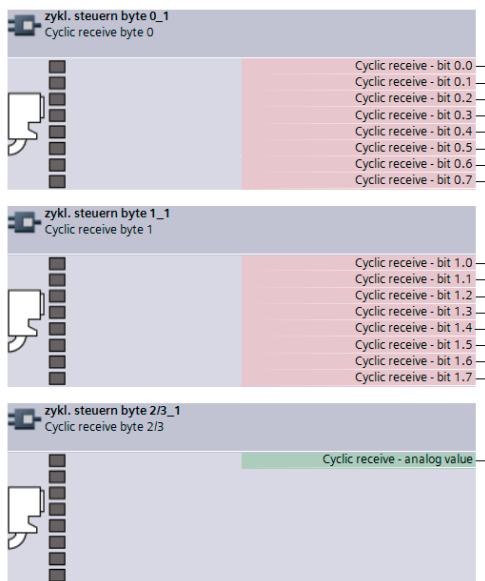 zykl. steuern byte 0_1
Cyclic receive byte 0
Cyclic receive - bit 0.0
Cyclic receive - bit 0.1
Cyclic receive - bit 0.2
Cyclic receive - bit 0.3
Cyclic receive - bit 0.4
Cyclic receive - bit 0.5
Cyclic receive - bit 0.6
Cyclic receive - bit 0.7
zykl. steuern byte 1_1
Cyclic receive byte 1
Cyclic receive - bit 1.0
Cyclic receive - bit 1.1
Cyclic receive - bit 1.2
Cyclic receive - bit 1.3
Cyclic receive - bit 1.4
Cyclic receive - bit 1.5
Cyclic receive - bit 1.6
Cyclic receive - bit 1.7
zykl. steuern byte 2/3_1
Cyclic receive byte 2/3
Cyclic receive - analog value